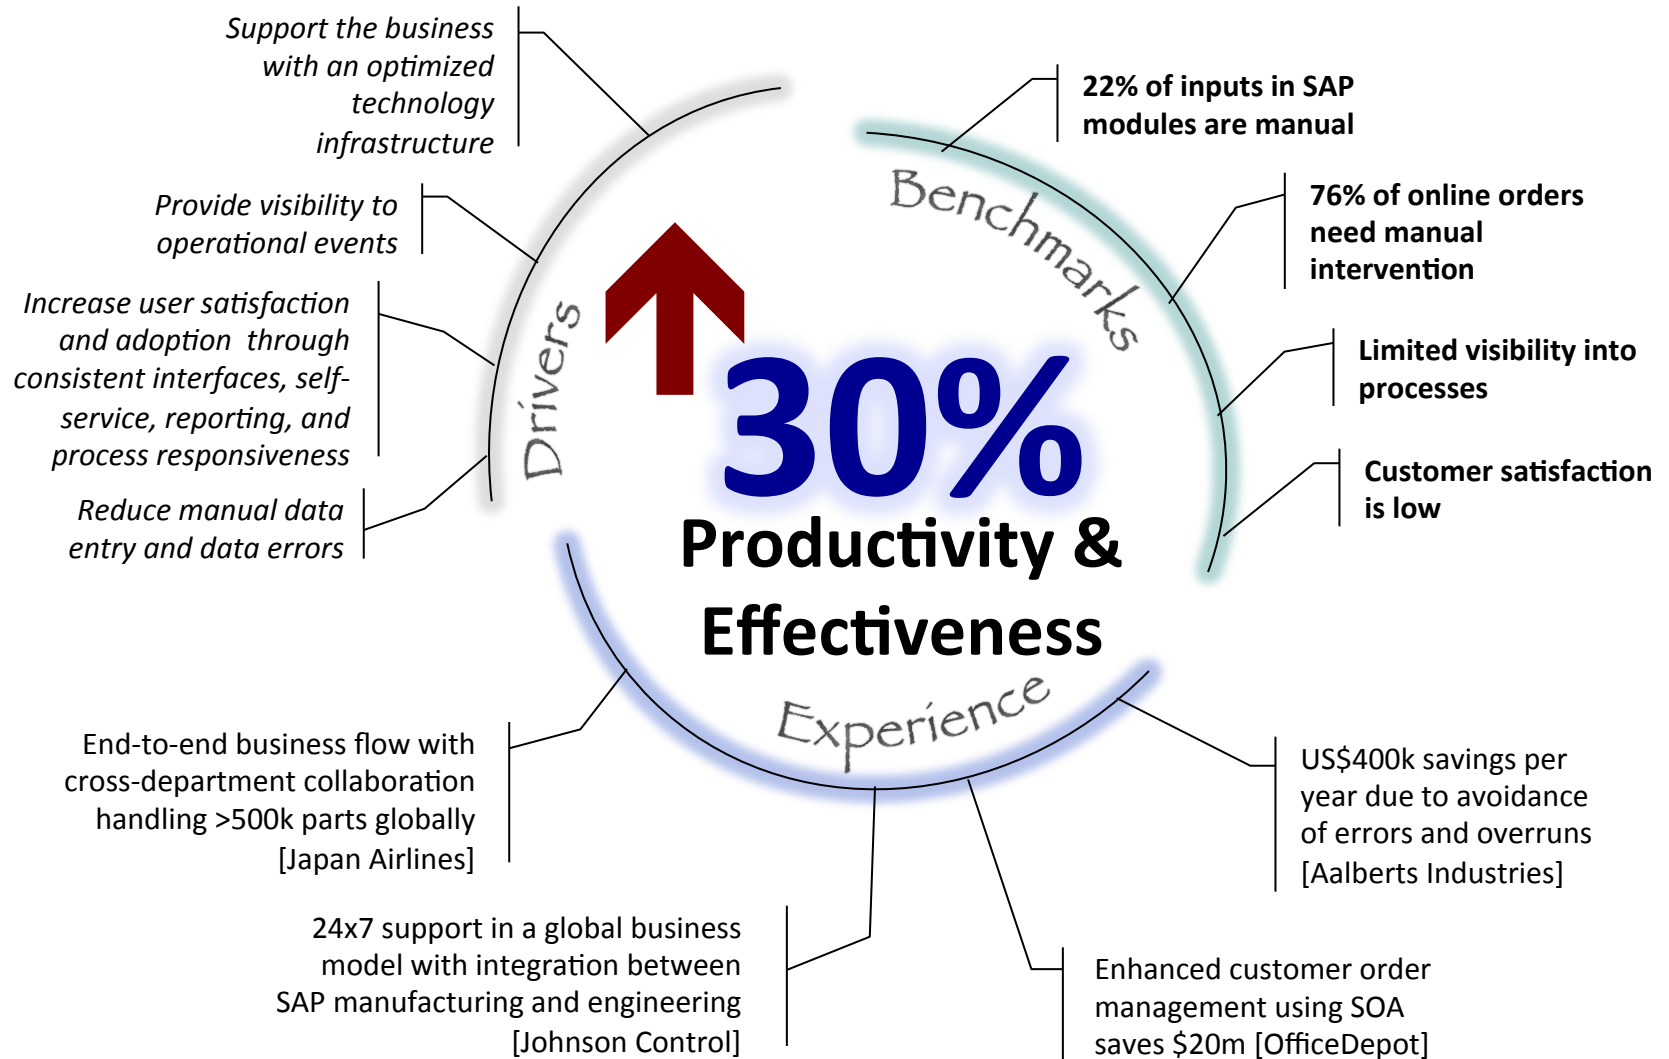 Support the business
with an optimized
technology
infrastructure
Provide visibility to
operational events
Increase user satisfaction
and adoption through
consistent interfaces, self-
service, reporting, and
process responsiveness
Reduce manual data
entry and data errors
Drivers
22% of inputs in SAP
modules are manual
76% of online orders
need manual
intervention
Limited visibility into
processes
Customer satisfaction
is low
Benchmarks
30%
Productivity &
Effectiveness
Experience
End-to-end business flow with
cross-department collaboration
handling >500k parts globally
[Japan Airlines]
24x7 support in a global business
model with integration between
SAP manufacturing and engineering
[Johnson Control]
Enhanced customer order
management using SOA
saves $20m [OfficeDepot]
US$400k savings per
year due to avoidance
of errors and overruns
[Aalberts Industries]